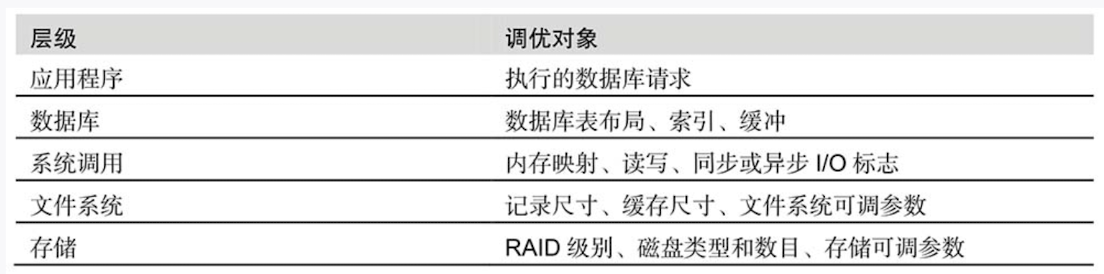 层级 调优对象
应用程序 执行的数据库请求
数据库 数据库表布局、索引、缓冲
系统调用 内存映射、读写、同步或异步 I/O 标志
文件系统 记录尺寸、缓存尺寸、文件系统可调参数
存储 RAID 级别、磁盘类型和数目、存储可调参数